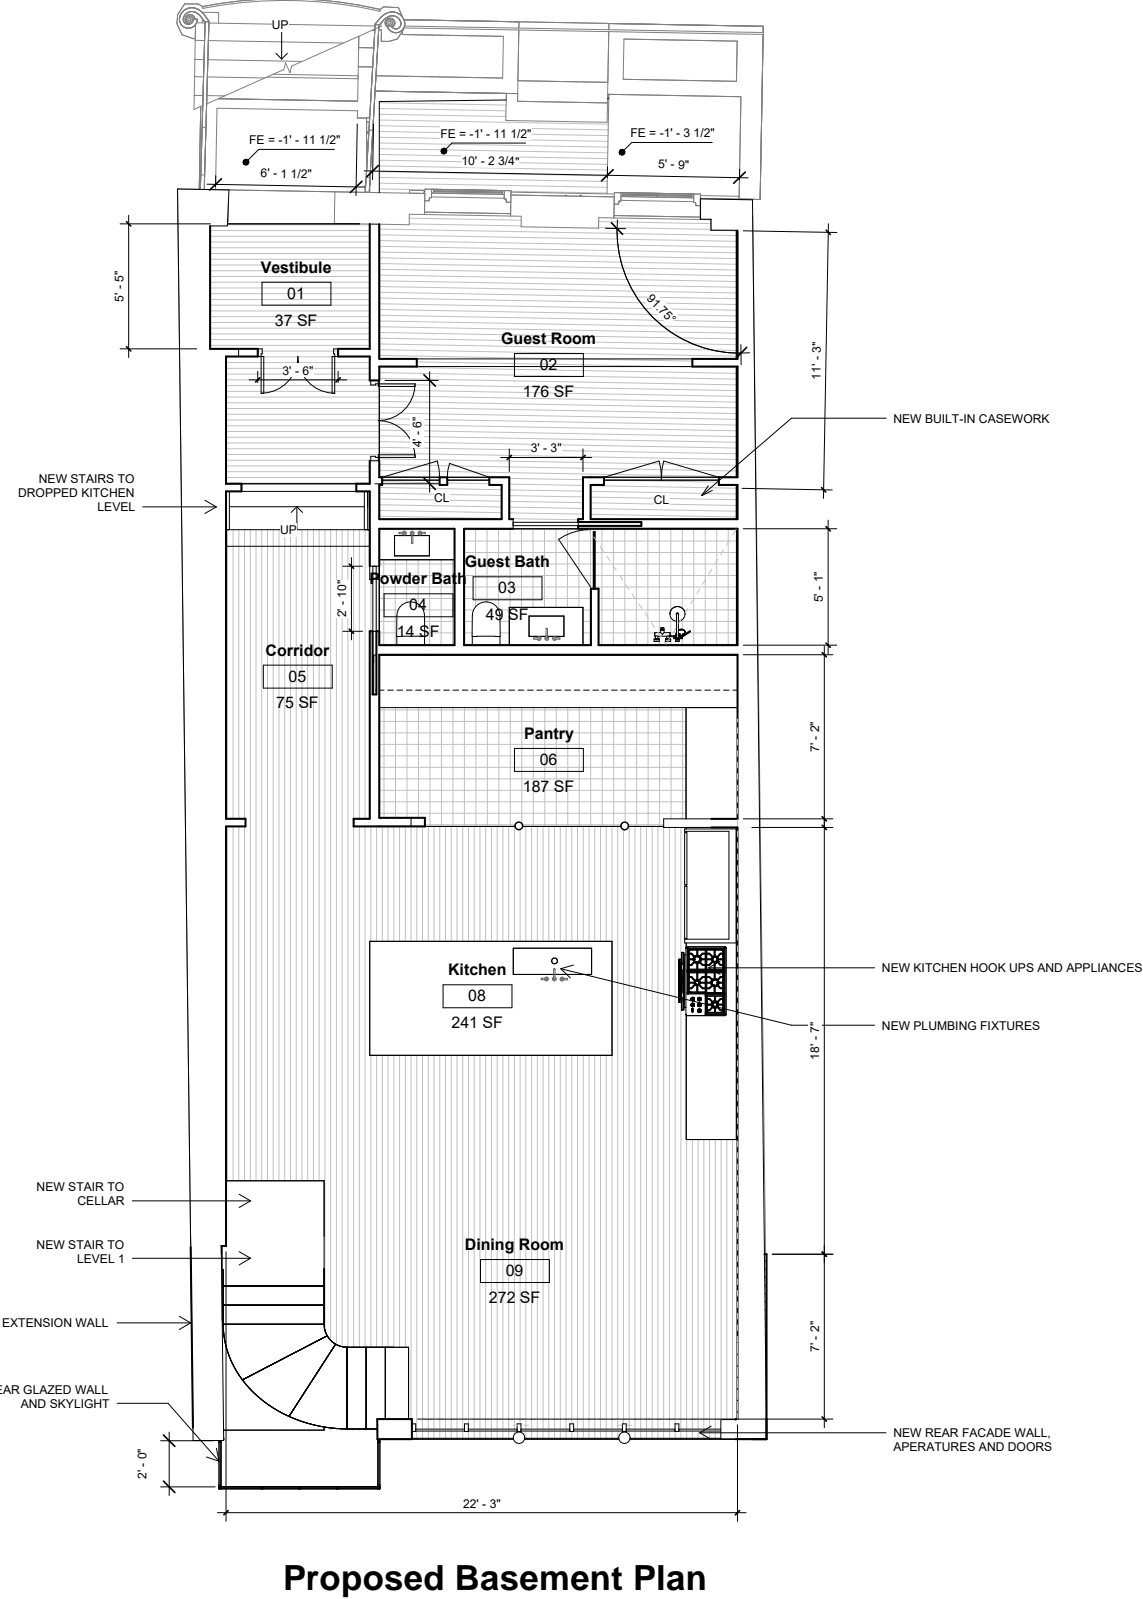 UP
FE = -1' - 11 1/2"
FE = -1' - 11 1/2"
FE = -1' - 3 1/2"
6' - 1 1/2"
10' - 2 3/4"
5' - 9"
5' - 5"
Vestibule
01
37 SF
91.75°
Guest Room
02
176 SF
11' - 3"
3' - 6"
4' - 6"
NEW BUILT-IN CASEWORK
3' - 3"
NEW STAIRS TO
DROPPED KITCHEN
LEVEL
CL
CL
UP
Powder Bath
04
14 SF
Guest Bath
03
49 SF
5' - 1"
2' - 10"
Corridor
05
75 SF
Pantry
06
187 SF
7' - 2"
Kitchen
08
241 SF
NEW KITCHEN HOOK UPS AND APPLIANCES
NEW PLUMBING FIXTURES
18' - 7"
NEW STAIR TO
CELLAR
NEW STAIR TO
LEVEL 1
Dining Room
09
272 SF
EXTENSION WALL
7' - 2"
EAR GLAZED WALL
AND SKYLIGHT
NEW REAR FACADE WALL,
APERATURES AND DOORS
2' - 0"
22' - 3"
Proposed Basement Plan